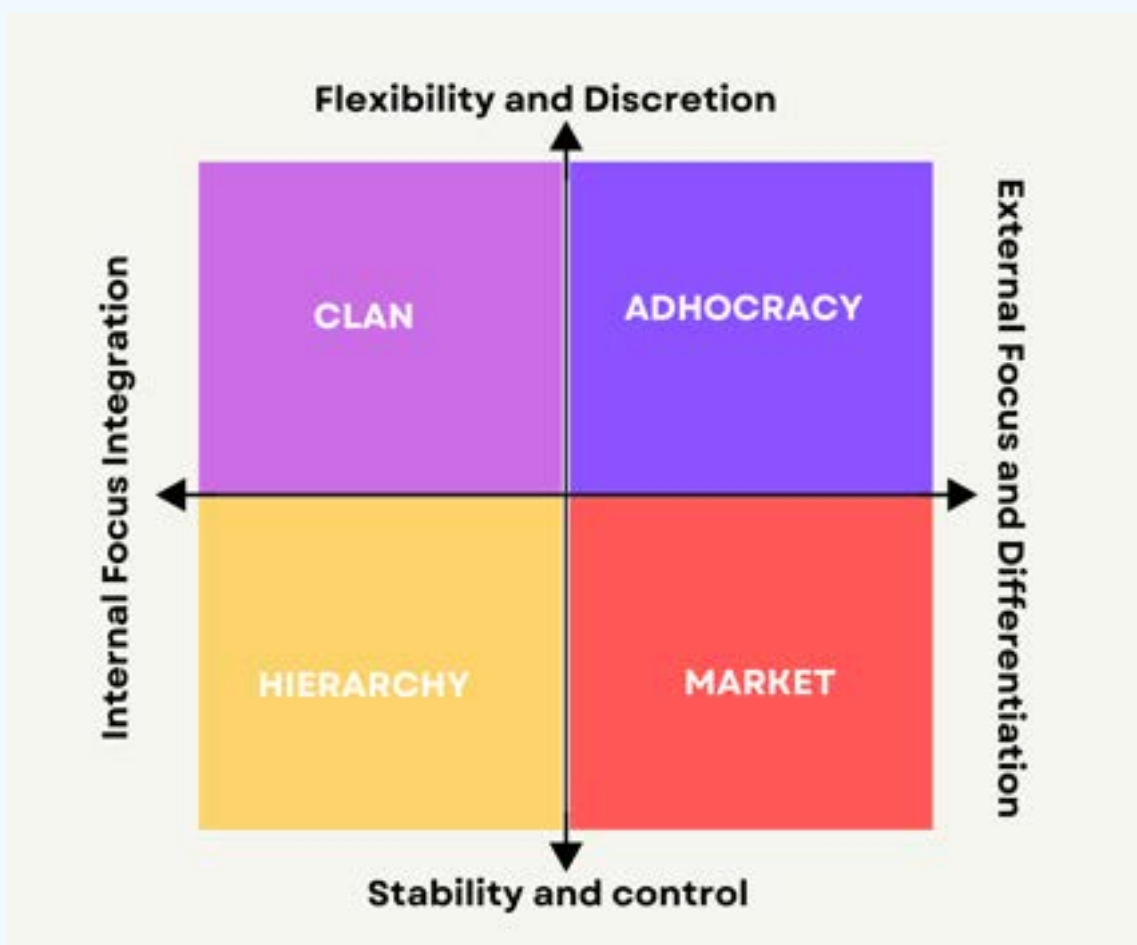 Flexibility and Discretion
CLAN
ADHOCRACY
Internal Focus Integration
External Focus and Differentiation
HIERARCHY
MARKET
Stability and control